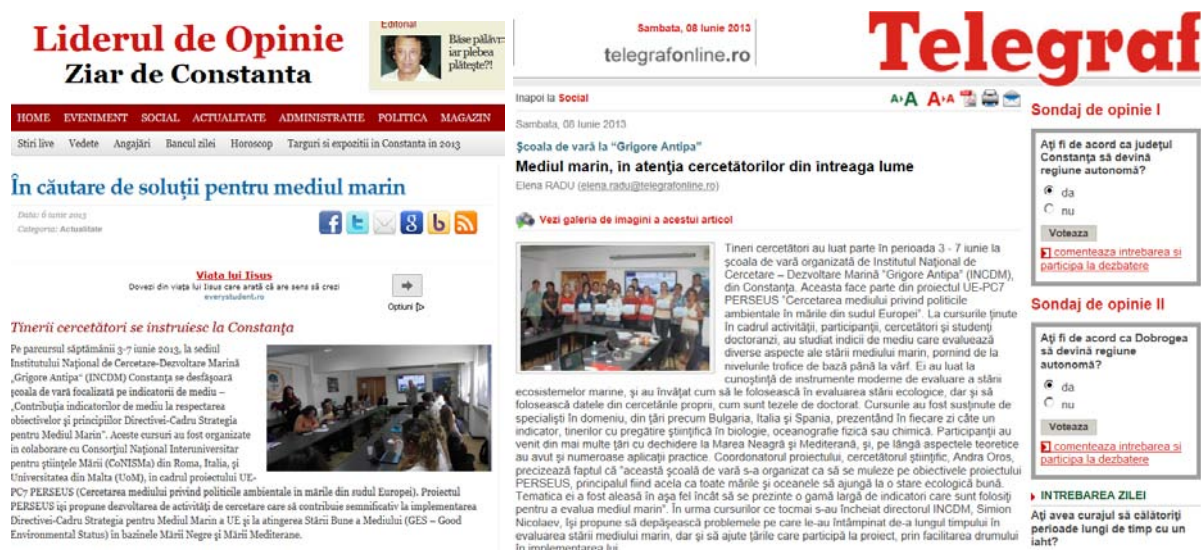 Liderul de Opinie
Ziar de Constanta
Editorial
Băse pălăvr
iar plebea
plăteşte?!
HOME EVENIMENT SOCIAL ACTUALITATE ADMINISTRATIE POLITICA MAGAZIN
Stiri live Vedete Angajări Bancul zilei Horoscop Targuri si expozitii in Constanta in 2013
În căutare de soluţii pentru mediul marin
Data: 6 iunie 2013
Categoria: Actualitate
Viata lui Iisus
Dovezi din viaţa lui Iisus care arată că are sens să crezi
everystudent.ro
Optiuni
Tinerii cercetători se instruiesc la Constanţa
Pe parcursul săptămânii 3-7 iunie 2013, la sediul
Institutului Naţional de Cercetare-Dezvoltare Marină
„Grigore Antipa” (INCDM) Constanţa se desfăşoară
şcoala de vară focalizată pe indicatorii de mediu –
„Contribuţia indicatorilor de mediu la respectarea
obiectivelor şi principiilor Directivei-Cadru Strategia
pentru Mediul Marin”. Aceste cursuri au fost organizate
in colaborare cu Consorţiul Naţional Interuniversitar
pentru ştiinţele Mării (CoNISMa) din Roma, Italia, şi
Universitatea din Malta (UoM), in cadrul proiectului UE-
PC7 PERSEUS (Cercetarea mediului privind politicile ambientale in mările din sudul Europei). Proiectul
PERSEUS işi propune dezvoltarea de activităţi de cercetare care să contribuie semnificativ la implementarea
Directivei-Cadru Strategia pentru Mediul Marin a UE şi la atingerea Stării Bune a Mediului (GES – Good
Environmental Status) in bazinele Mării Negre şi Mării Mediterane.
Sambata, 08 Iunie 2013
telegrafonline.ro
Telegraf
Inapoi la Social
A›A A›A
Sambata, 08 Iunie 2013
Şcoala de vară la “Grigore Antipa”
Mediul marin, in atenţia cercetătorilor din intreaga lume
Elena RADU (elena.radu@telegrafonline.ro)
Vezi galeria de imagini a acestui articol
Tineri cercetători au luat parte în perioada 3 - 7 iunie la
şcoala de vară organizată de Institutul Naţional de
Cercetare – Dezvoltare Marină “Grigore Antipa” (INCDM),
din Constanţa. Aceasta face parte din proiectul UE-PC7
PERSEUS “Cercetarea mediului privind politicile
ambientale în mările din sudul Europei”. La cursurile ţinute
în cadrul activităţii, participanţii, cercetători şi studenţi
doctoranzi, au studiat indicii de mediu care evaluează
diverse aspecte ale stării mediului marin, pornind de la
nivelurile trofice de bază până la vârf. Ei au luat la
cunoştinţă de instrumente moderne de evaluare a stării
ecosistemelor marine, şi au învăţat cum să le folosească în evaluarea stării ecologice, dar şi să
folosească datele din cercetările proprii, cum sunt tezele de doctorat. Cursurile au fost susţinute de
specialişti în domeniu, din ţări precum Bulgaria, Italia si Spania, prezentând în fiecare zi câte un
indicator, tinerilor cu pregătire ştiinţifică în biologie, oceanografie fizică sau chimică. Participanţii au
venit din mai multe ţări cu dechidere la Marea Neagră şi Mediterană, şi, pe lângă aspectele teoretice
au avut şi numeroase aplicaţii practice. Coordonatorul proiectului, cercetătorul ştiinţific, Andra Oros,
precizează faptul că “această şcoală de vară s-a organizat ca să se muleze pe obiectivele proiectului
PERSEUS, principalul fiind acela ca toate mările şi oceanele să ajungă la o stare ecologică bună.
Tematica ei a fost aleasă în aşa fel încât să se prezinte o gamă largă de indicatori care sunt folosiţi
pentru a evalua mediul marin”. În urma cursurilor ce tocmai s-au încheiat directorul INCDM, Simion
Nicolaev, îşi propune să depăşească problemele pe care le-au întâmpinat de-a lungul timpului în
evaluarea stării mediului marin, dar şi să ajute ţările care participă la proiect, prin facilitarea drumului
în implementarea lui
Sondaj de opinie I
Aţi fi de acord ca judeţul
Constanţa să devină
regiune autonomă?
da
nu
Voteaza
comenteaza intrebarea si
participa la dezbatere
Sondaj de opinie II
Aţi fi de acord ca Dobrogea
să devină regiune
autonomă?
da
nu
Voteaza
comenteaza intrebarea si
participa la dezbatere
INTREBAREA ZILEI
Aţi avea curajul să călătoriţi
perioade lungi de timp cu un
iaht?